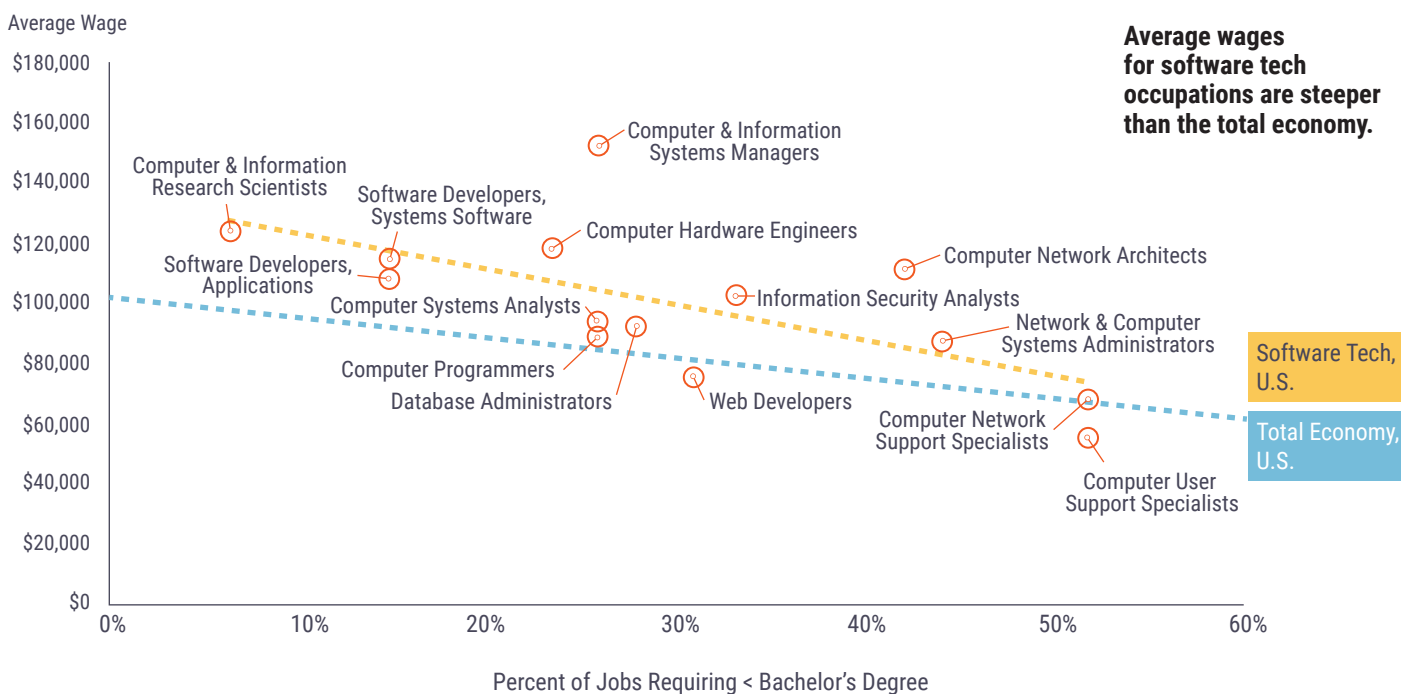 Average Wage
Average wages
for software tech
occupations are steeper
than the total economy.
$180,000
$160,000
$140,000
$120,000
$100,000
$80,000
$60,000
$40,000
$20,000
$0
Computer & Information
Systems Managers
Computer & Information
Research Scientists
Software Developers,
Systems Software
Computer Hardware Engineers
Computer Network Architects
Software Developers,
Applications
Computer Systems Analysts
Information Security Analysts
Network & Computer
Systems Administrators
Computer Programmers
Database Administrators
Web Developers
Computer Network
Support Specialists
Computer User
Support Specialists
Software Tech,
U.S.
Total Economy,
U.S.
0%
10%
20%
30%
40%
50%
60%
Percent of Jobs Requiring < Bachelor’s Degree